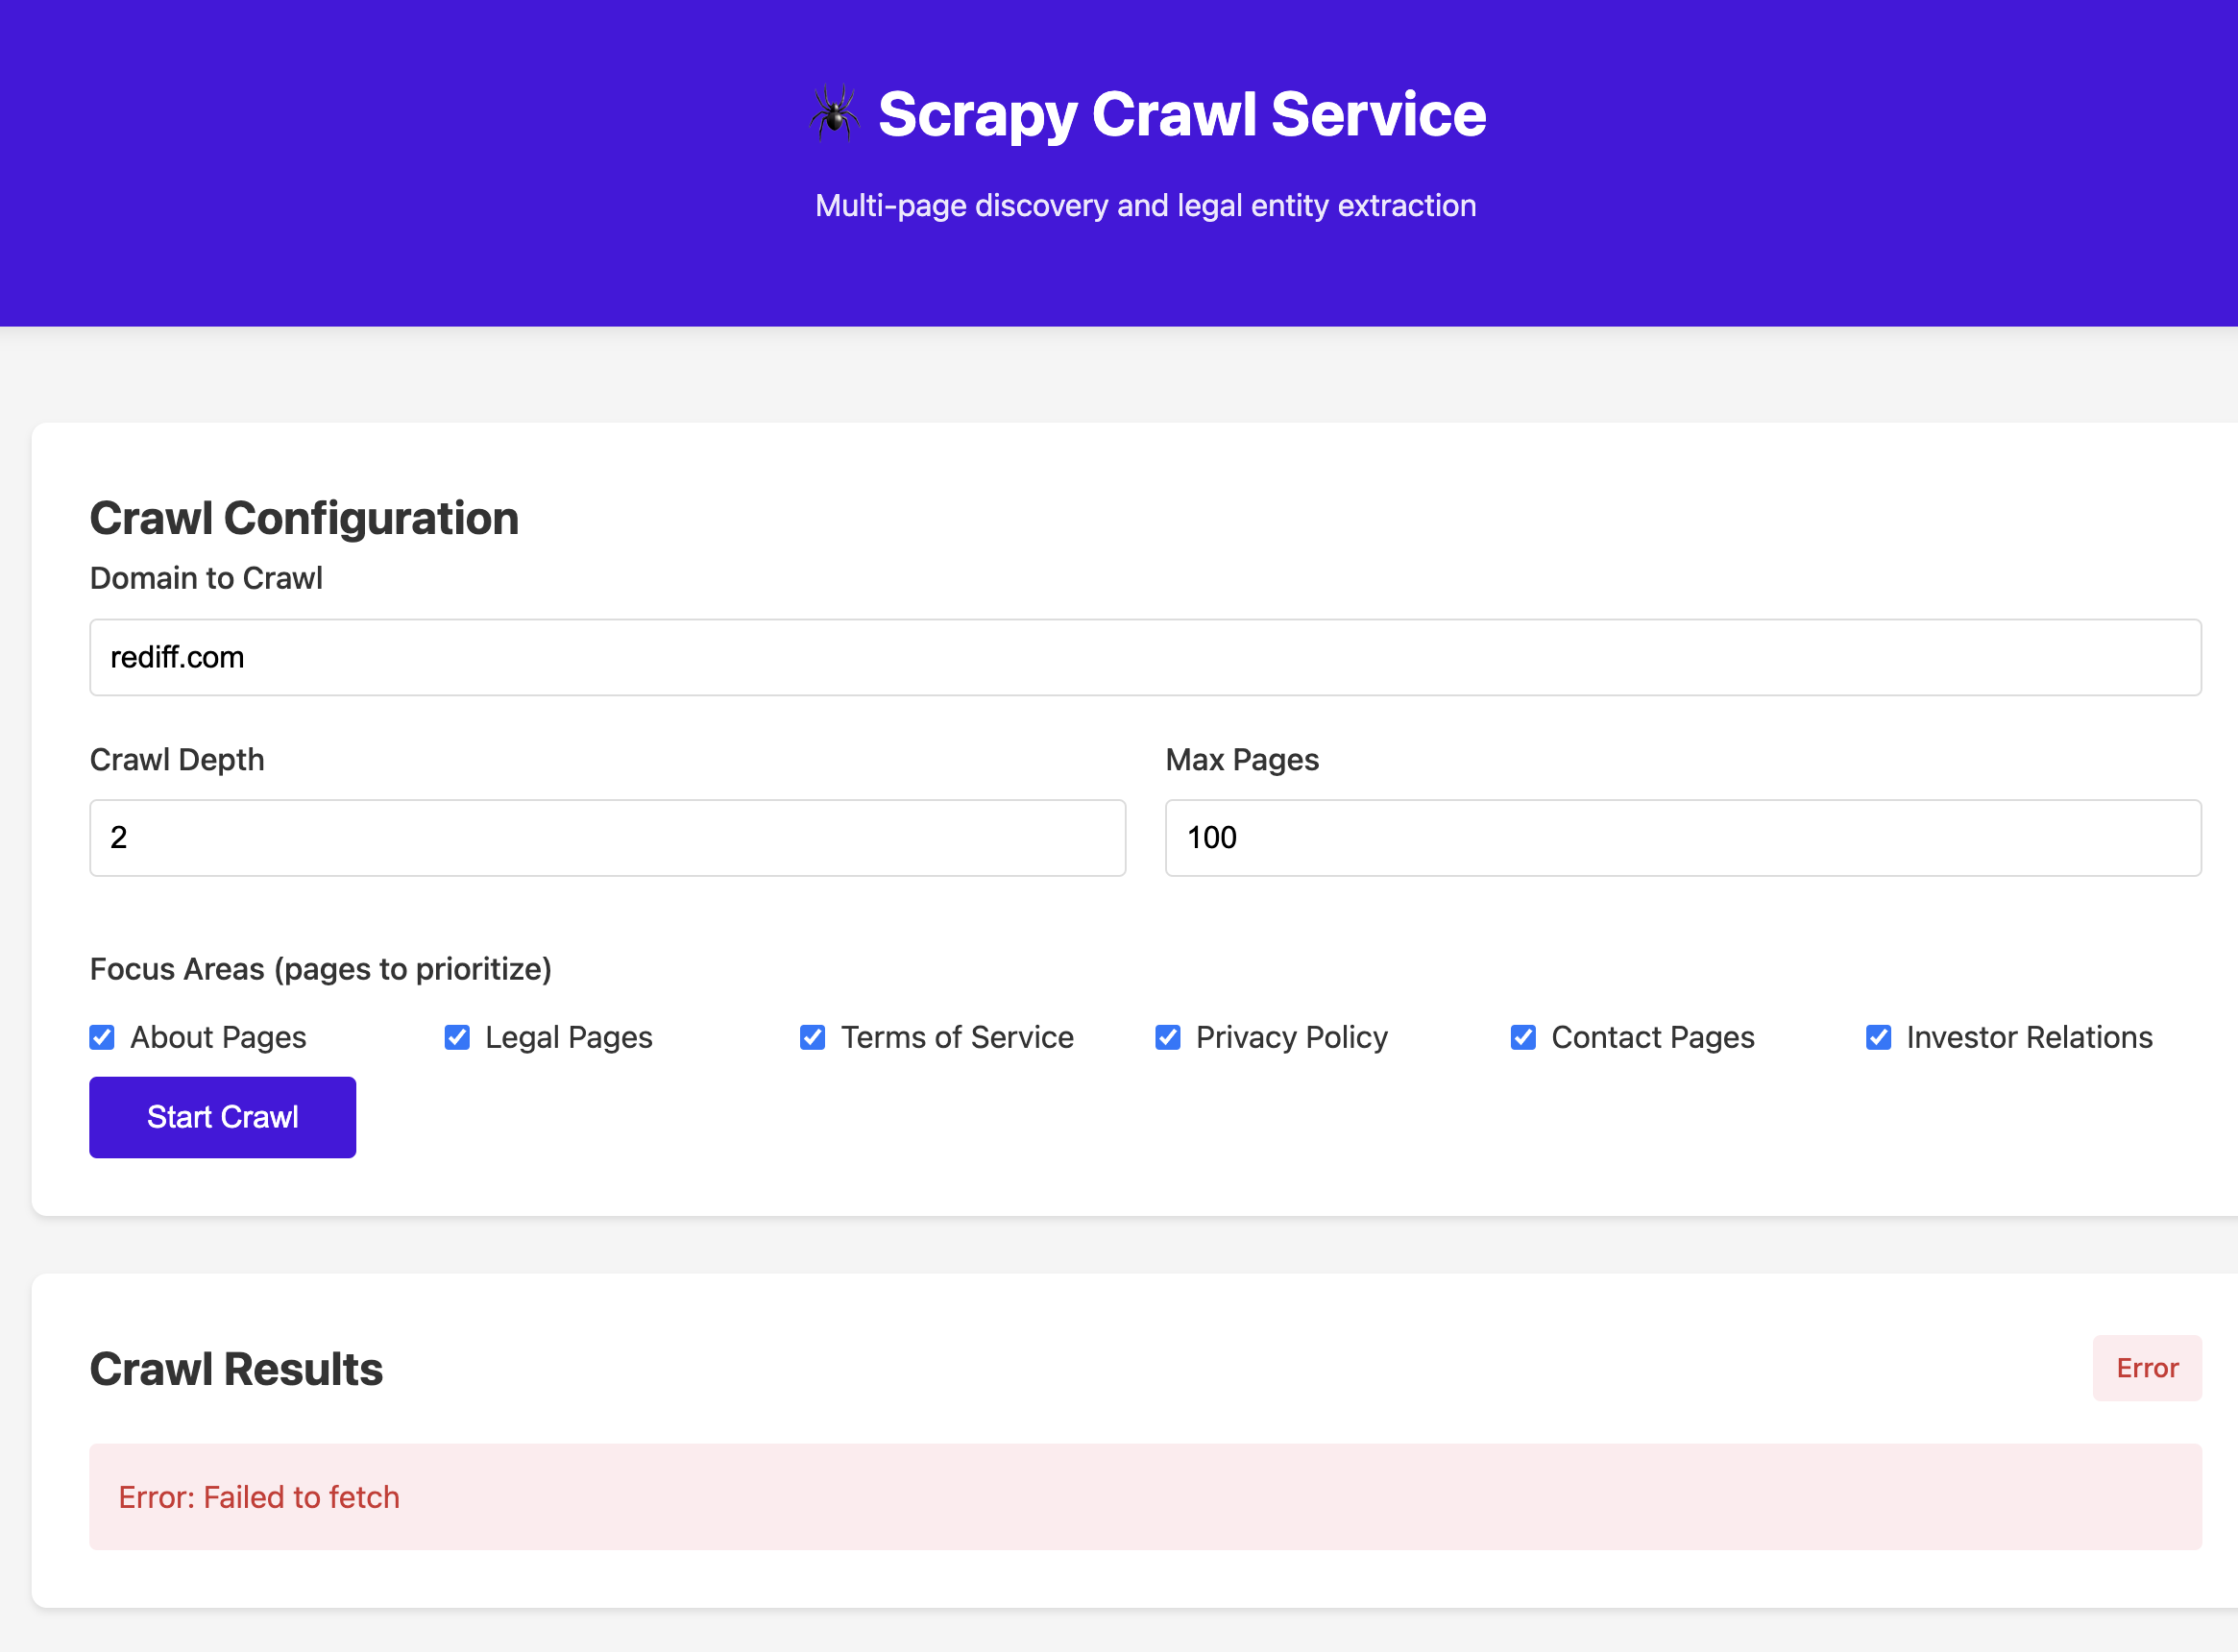 Scrapy Crawl Service
Multi-page discovery and legal entity extraction
Crawl Configuration
Domain to Crawl
rediff.com
Crawl Depth
Max Pages
2
100
Focus Areas (pages to prioritize)
About Pages
Legal Pages
Terms of Service
Privacy Policy
Contact Pages
Investor Relations
Start Crawl
Crawl Results
Error
Error: Failed to fetch